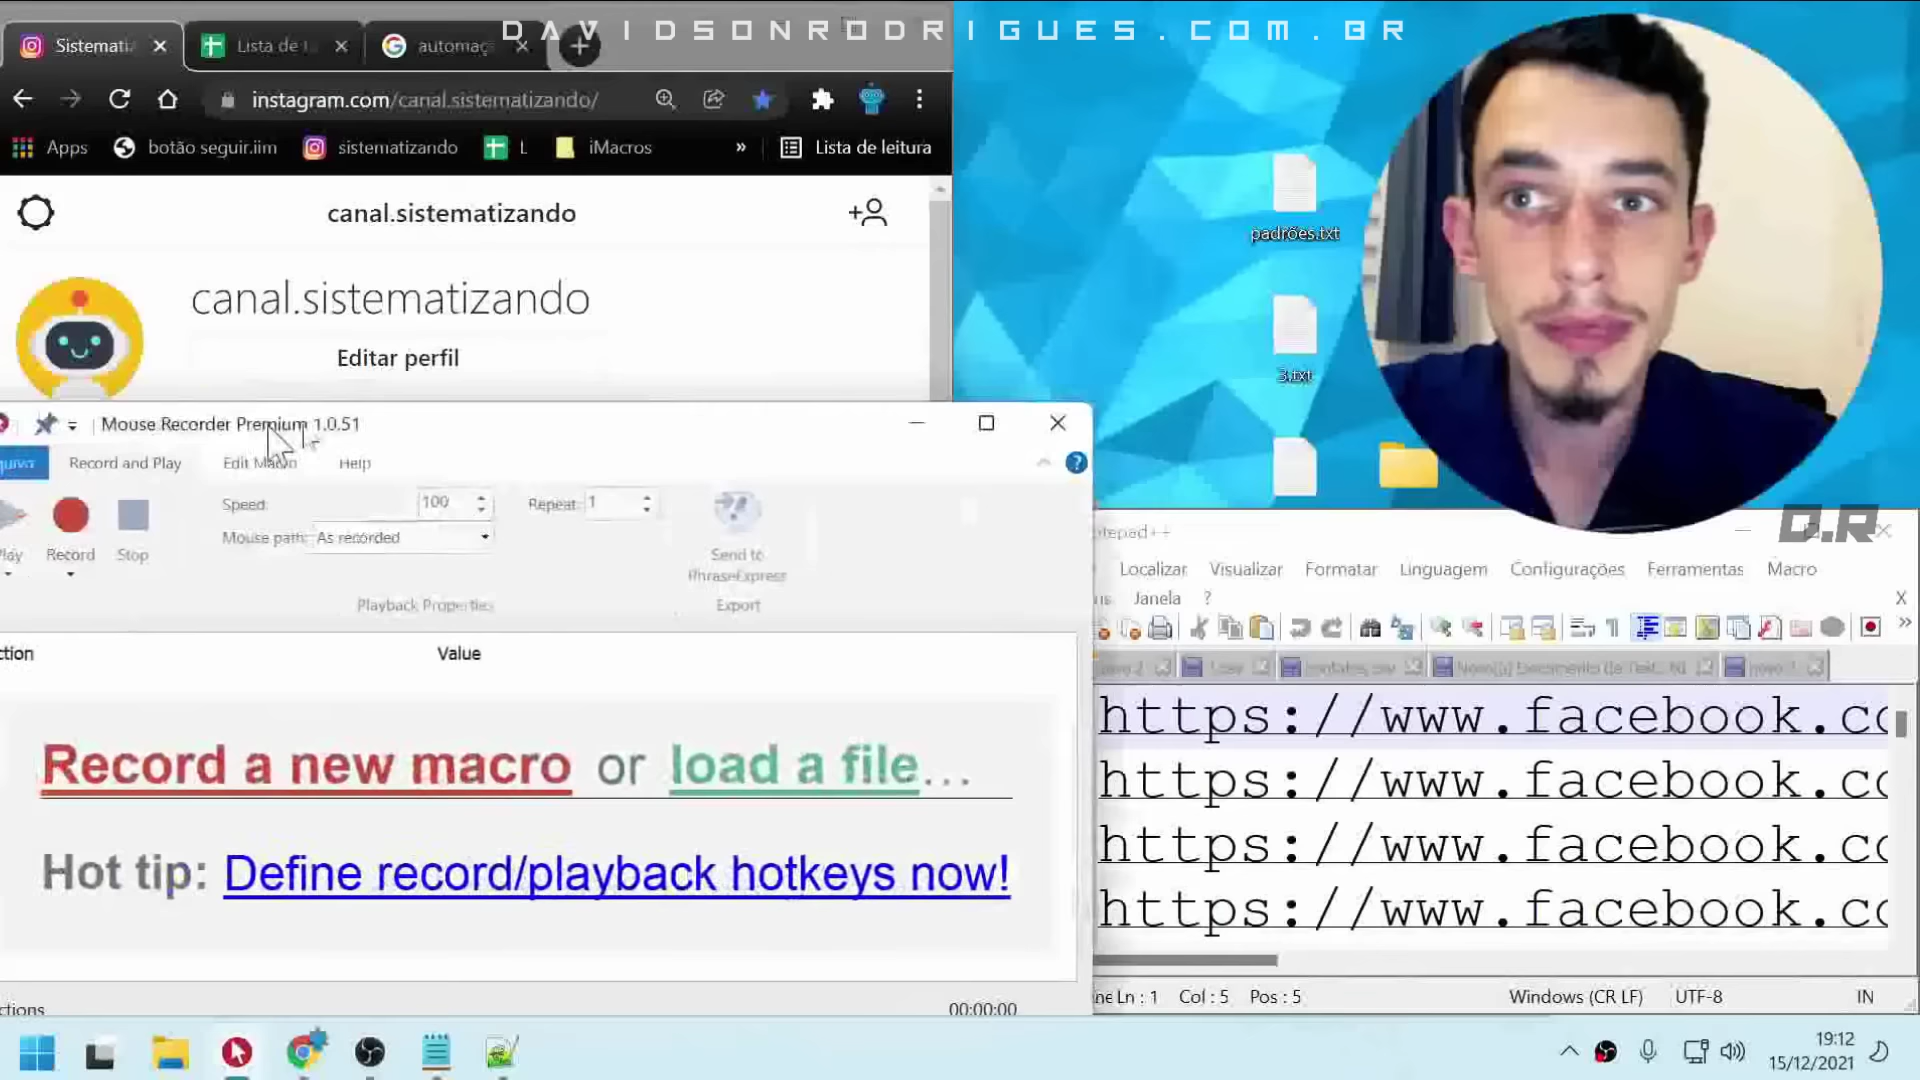 DAVIDSONRODRIGUES.COM.BR
Sistemati
Lista de
automaç
instagram.com/canal.sistematizando/
Apps
botão seguir.iim
sistematizando
L
iMacros
»
Lista de leitura
canal.sistematizando
canal.sistematizando
Editar perfil
padrões.txt
3.txt
Mouse Recorder Premium 1.0.51
quivo
Record and Play
Edit Macro
Help
Speed:
100
Repeat:
1
Mouse path:
As recorded
Play
Record
Stop
Send to
PhraseExpress
Playback Properties
Export
ction
Value
Record a new macro or load a file...
Hot tip: Define record/playback hotkeys now!
ctions
00:00:00
D.R
tepad++
Localizar
Visualizar
Formatar
Linguagem
Configurações
Ferramentas
Macro
Janela
?
X
https://www.facebook.co
https://www.facebook.co
https://www.facebook.co
https://www.facebook.co
Ln : 1
Col : 5
Pos : 5
Windows (CR LF)
UTF-8
IN
19:12
15/12/2021